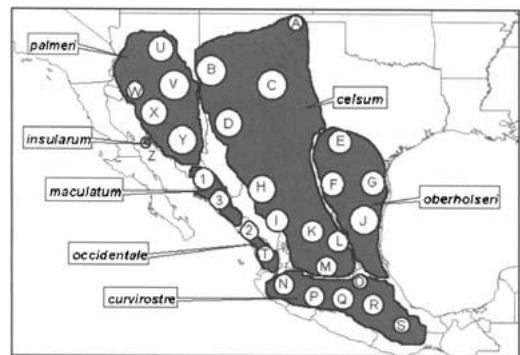 A
palmeri
U
B
C
V
W
celsum
X
D
E
insularum
Y
Z
1
F
G
maculatum
H
3
oberholseri
J
I
2
K
L
occidentale
T
M
O
curvirostre
N
P
Q
R
S